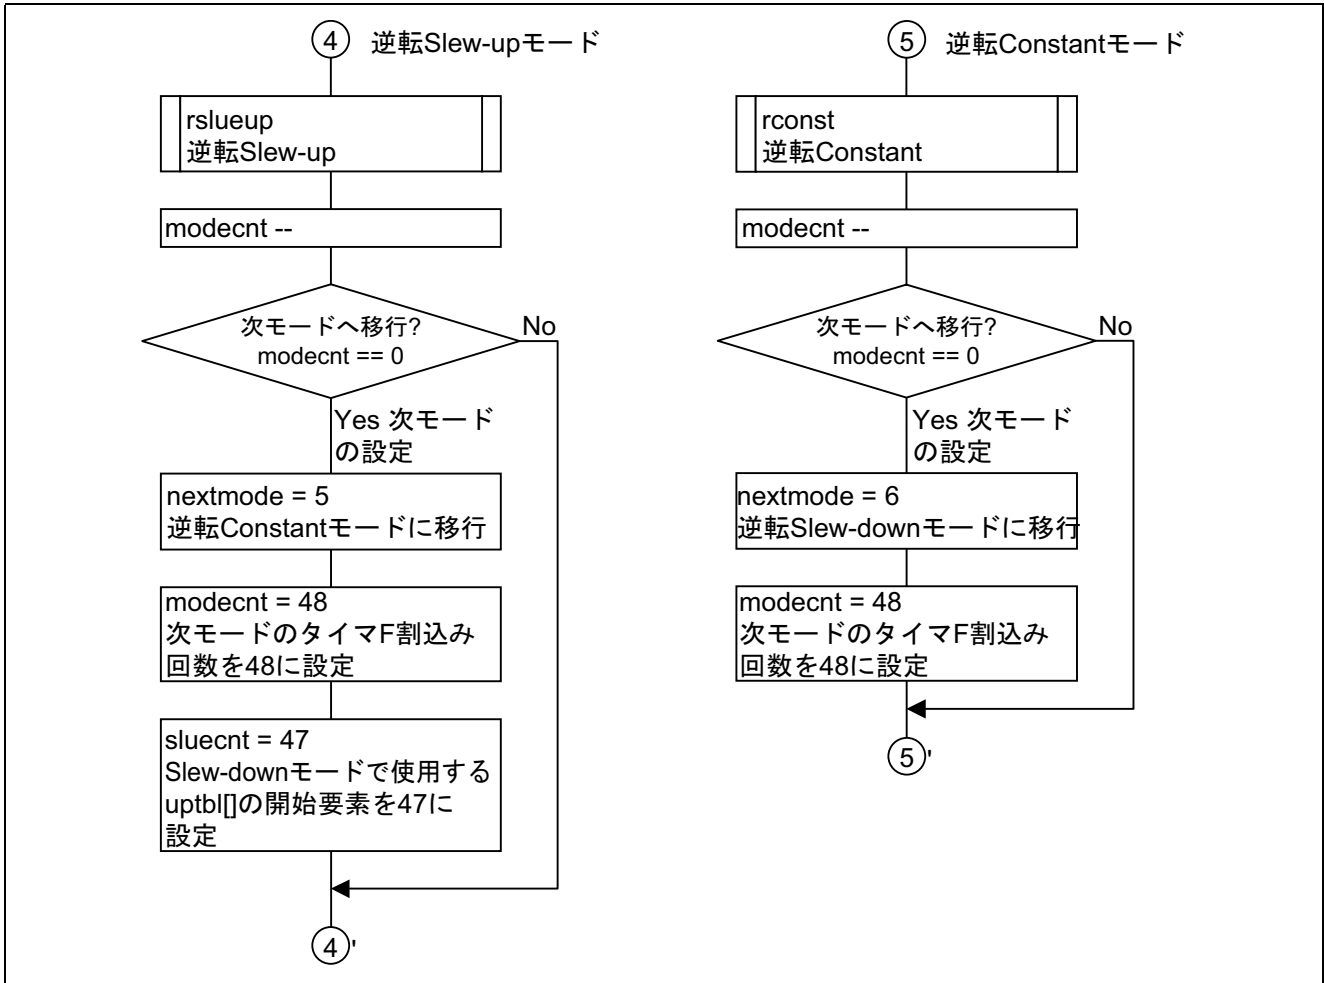 4 逆転Slew-upモード
rslueup
逆転Slew-up
modecnt --
次モードへ移行?
modecnt == 0
No
Yes 次モード
の設定
nextmode = 5
逆転Constantモードに移行
modecnt = 48
次モードのタイマF割込み
回数を48に設定
sluecnt = 47
Slew-downモードで使用する
uptbl[]の開始要素を47に
設定
4'
5 逆転Constantモード
rconst
逆転Constant
modecnt --
次モードへ移行?
modecnt == 0
No
Yes 次モード
の設定
nextmode = 6
逆転Slew-downモードに移行
modecnt = 48
次モードのタイマF割込み
回数を48に設定
5'